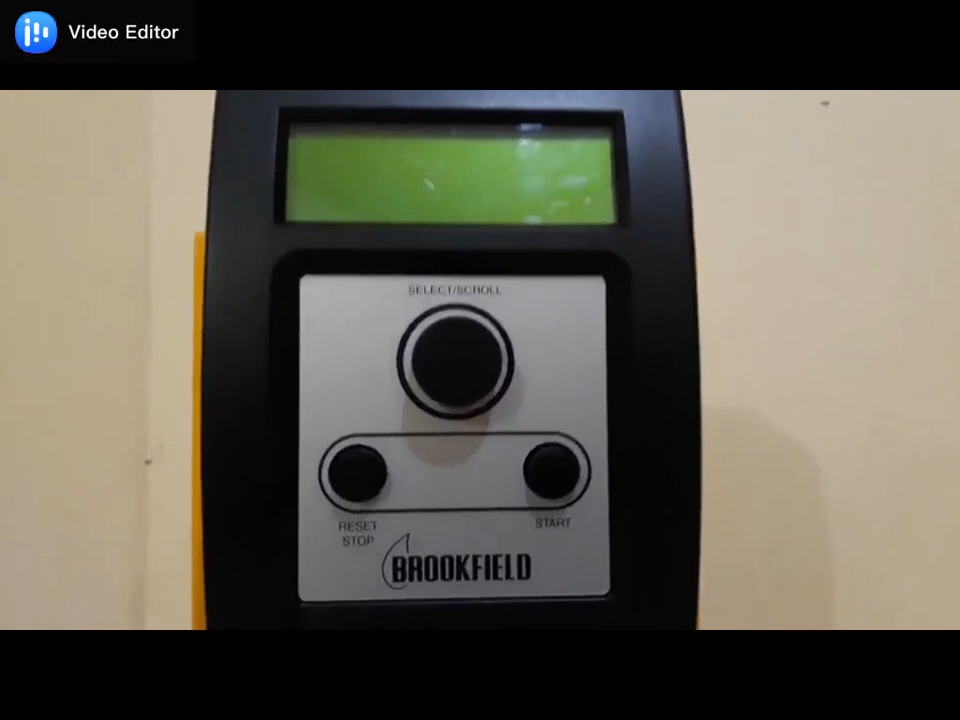 Video Editor
SELECT/SCROLL
RESET
STOP
START
BROOKFIELD